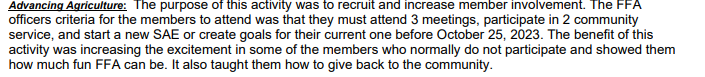 Advancing Agriculture: The purpose of this activity was to recruit and increase member involvement. The FFA
officers criteria for the members to attend was that they must attend 3 meetings, participate in 2 community
service, and start a new SAE or create goals for their current one before October 25, 2023. The benefit of this
activity was increasing the excitement in some of the members who normally do not participate and showed them
how much fun FFA can be. It also taught them how to give back to the community.